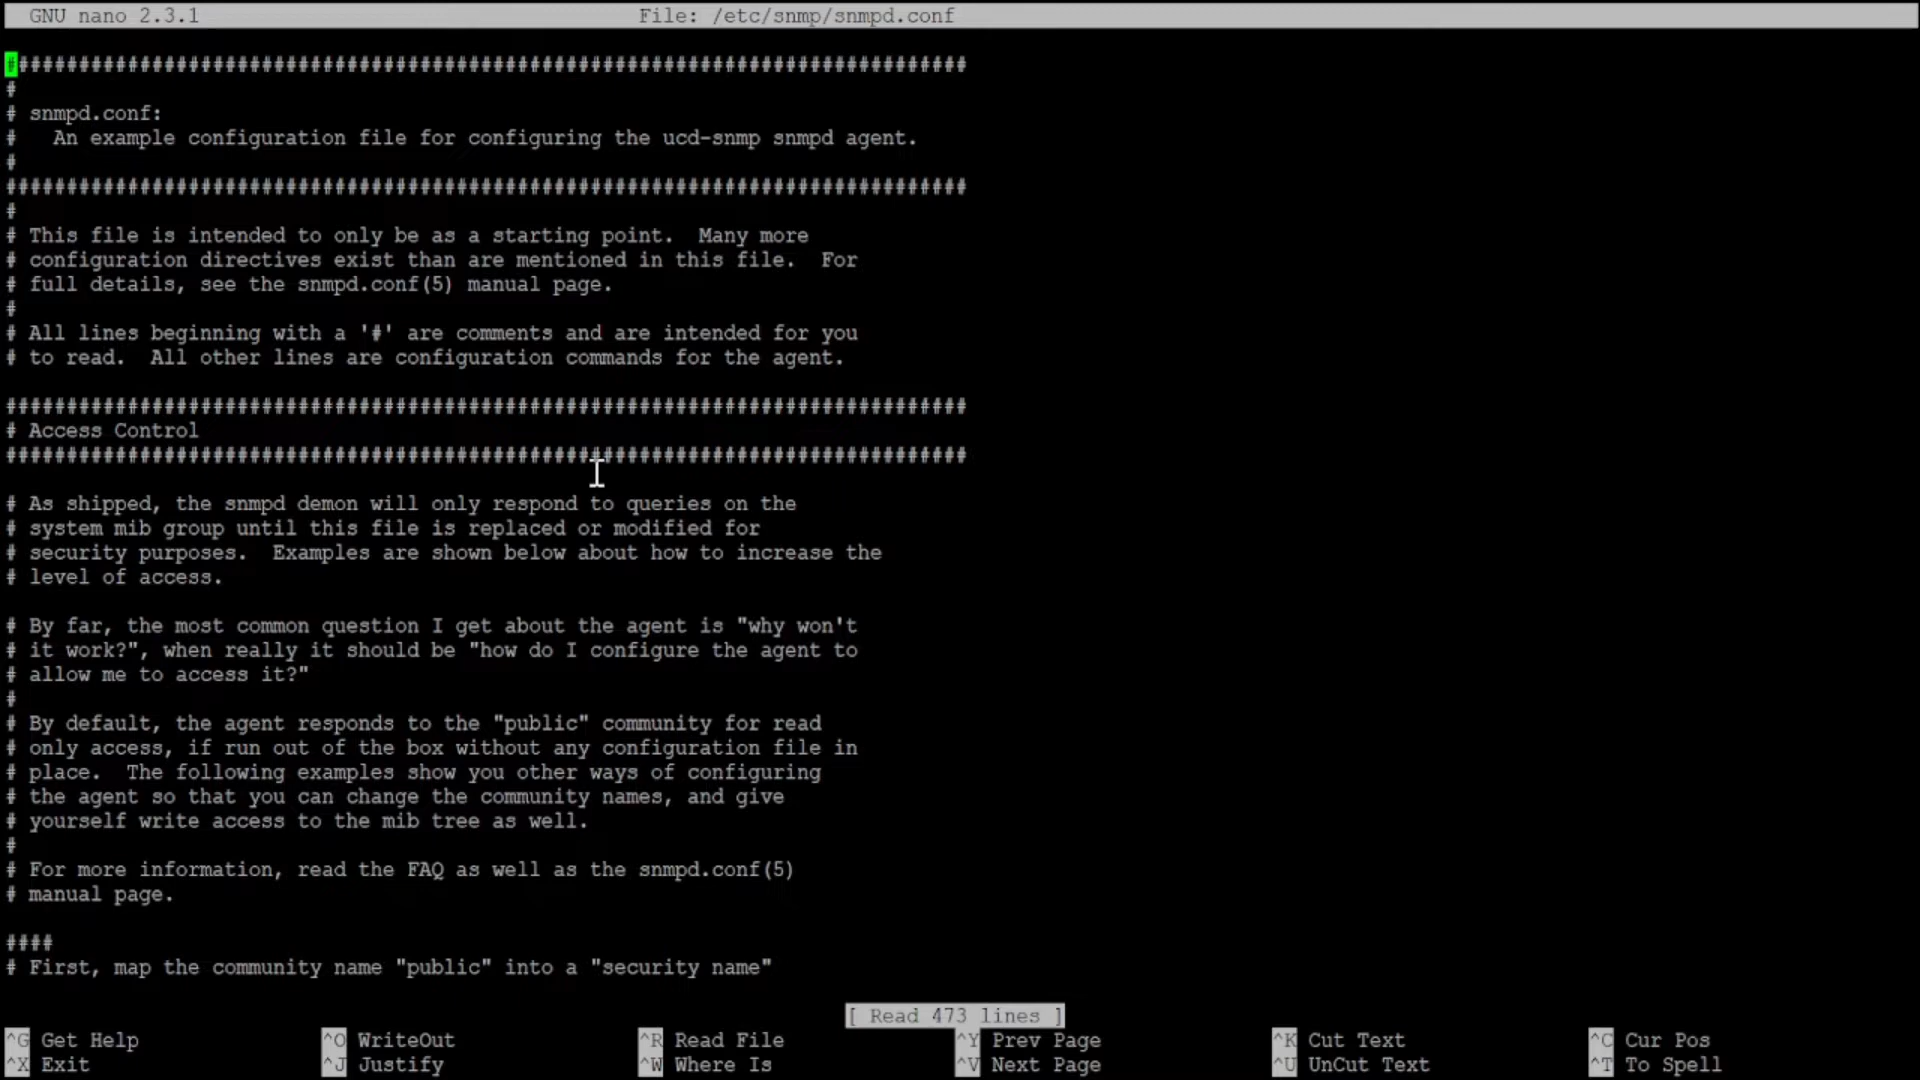 GNU nano 2.3.1 File: /etc/snmp/snmpd.conf
###############################################################################
#
# snmpd.conf:
#   An example configuration file for configuring the ucd-snmp snmpd agent.
#
###############################################################################
#
# This file is intended to only be as a starting point.  Many more
# configuration directives exist than are mentioned in this file.  For
# full details, see the snmpd.conf(5) manual page.
#
# All lines beginning with a '#' are comments and are intended for you
# to read.  All other lines are configuration commands for the agent.
###############################################################################
# Access Control
###############################################################################
# As shipped, the snmpd demon will only respond to queries on the
# system mib group until this file is replaced or modified for
# security purposes.  Examples are shown below about how to increase the
# level of access.
# By far, the most common question I get about the agent is "why won't
# it work?", when really it should be "how do I configure the agent to
# allow me to access it?"
#
# By default, the agent responds to the "public" community for read
# only access, if run out of the box without any configuration file in
# place.  The following examples show you other ways of configuring
# the agent so that you can change the community names, and give
# yourself write access to the mib tree as well.
#
# For more information, read the FAQ as well as the snmpd.conf(5)
# manual page.
####
# First, map the community name "public" into a "security name"
[ Read 473 lines ]
^G Get Help ^O WriteOut ^R Read File ^Y Prev Page ^K Cut Text ^C Cur Pos
^X Exit ^J Justify ^W Where Is ^V Next Page ^U UnCut Text ^T To Spell